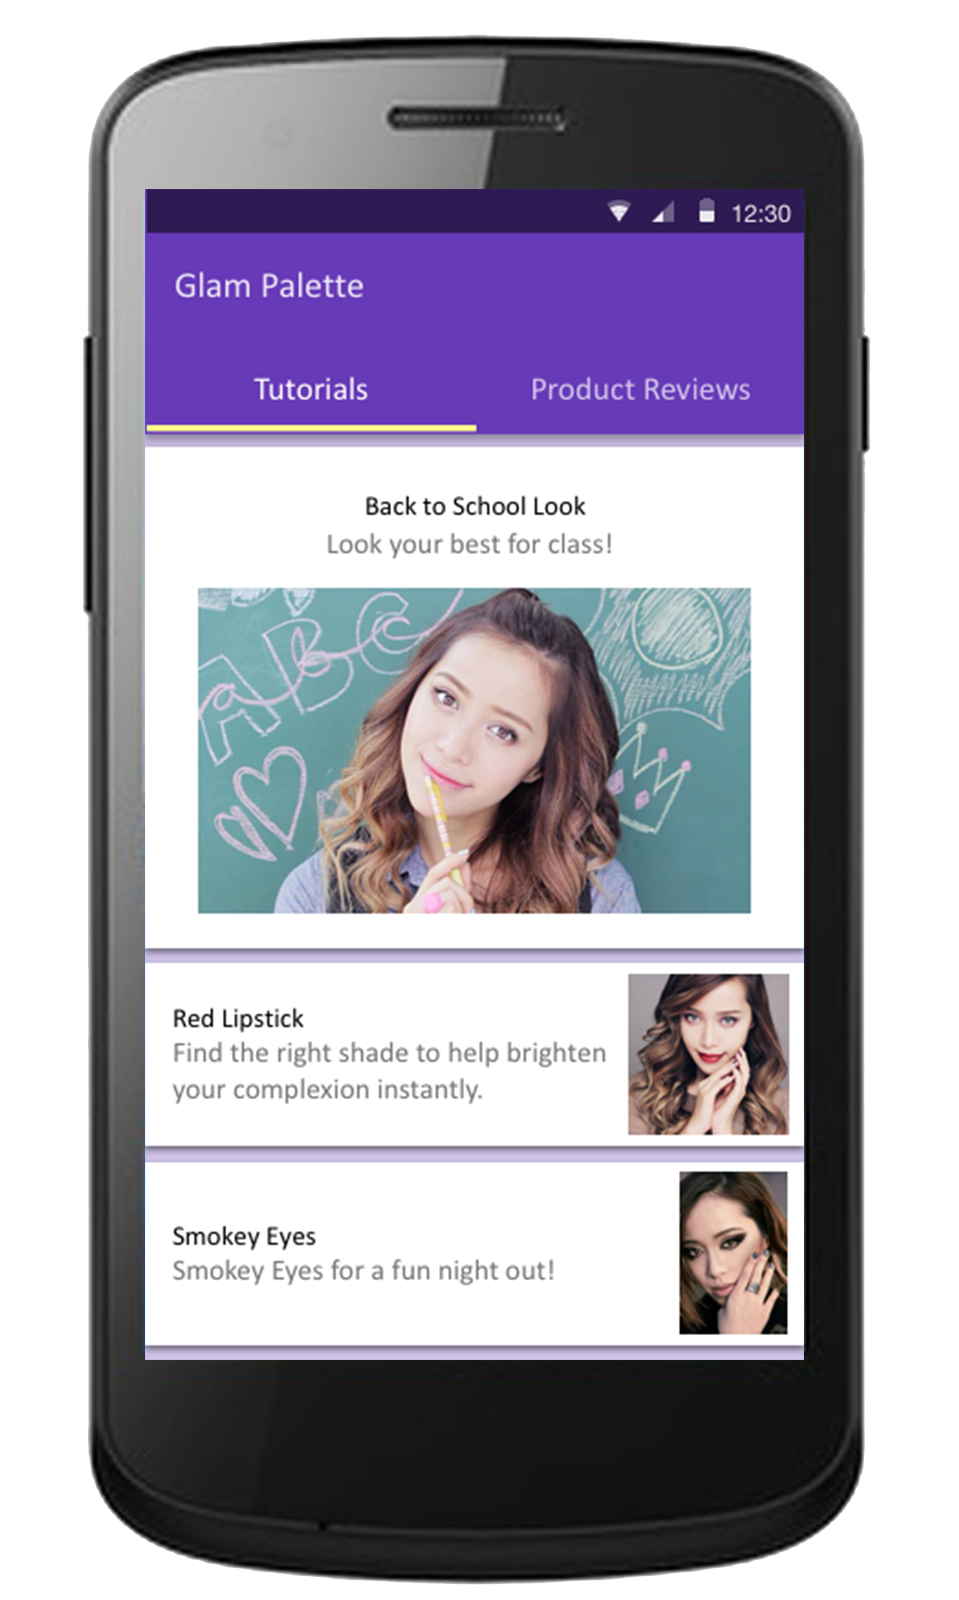 12:30
Glam Palette
Tutorials
Product Reviews
Back to School Look
Look your best for class!
ABC
Red Lipstick
Find the right shade to help brighten
your complexion instantly.
Smokey Eyes
Smokey Eyes for a fun night out!